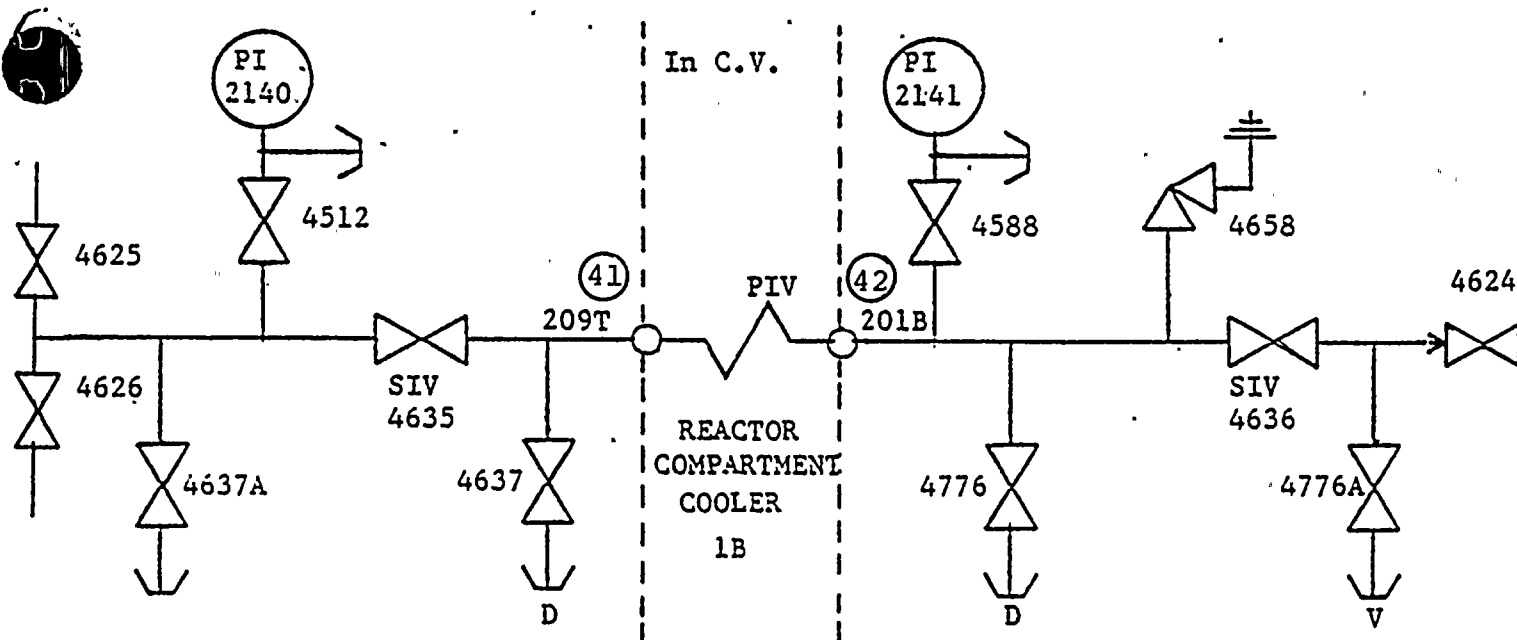 PI
2140
In C.V.
PI
2141
4512
4588
4658
4625
41
PIV
42
4624
209T
201B
4626
SIV
4635
SIV
4636
REACTOR
COMPARTMENT
COOLER
1B
4637A
4637
4776
4776A
D
D
V